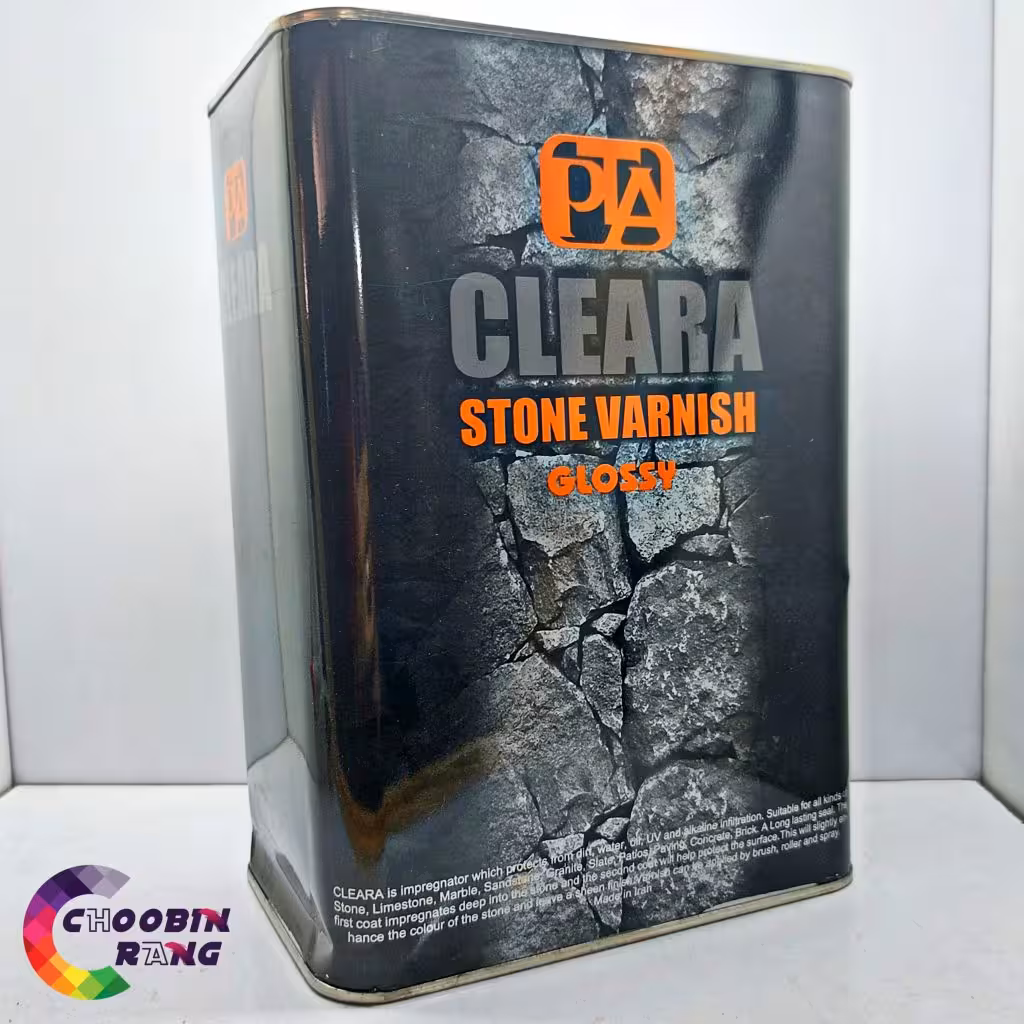 PTA
CLEARA
STONE VARNISH
GLOSSY
PTA
CLEARA
CLEARA is impregnator which protects from dirt, water, oil, UV and alkaline infiltration. Suitable for all kinds of
Stone, Limestone, Marble, Sandstone, Granite, Slate, Patios, Paving, Concrete, Brick. A Long lasting seal. The
first coat impregnates deep into the stone and the second coat will help protect the surface. This will slightly en-
hance the colour of the stone and leave a sheen finish. Varnish can be applied by brush, roller and spray.
Made in Iran
CHOOBIN
RANG